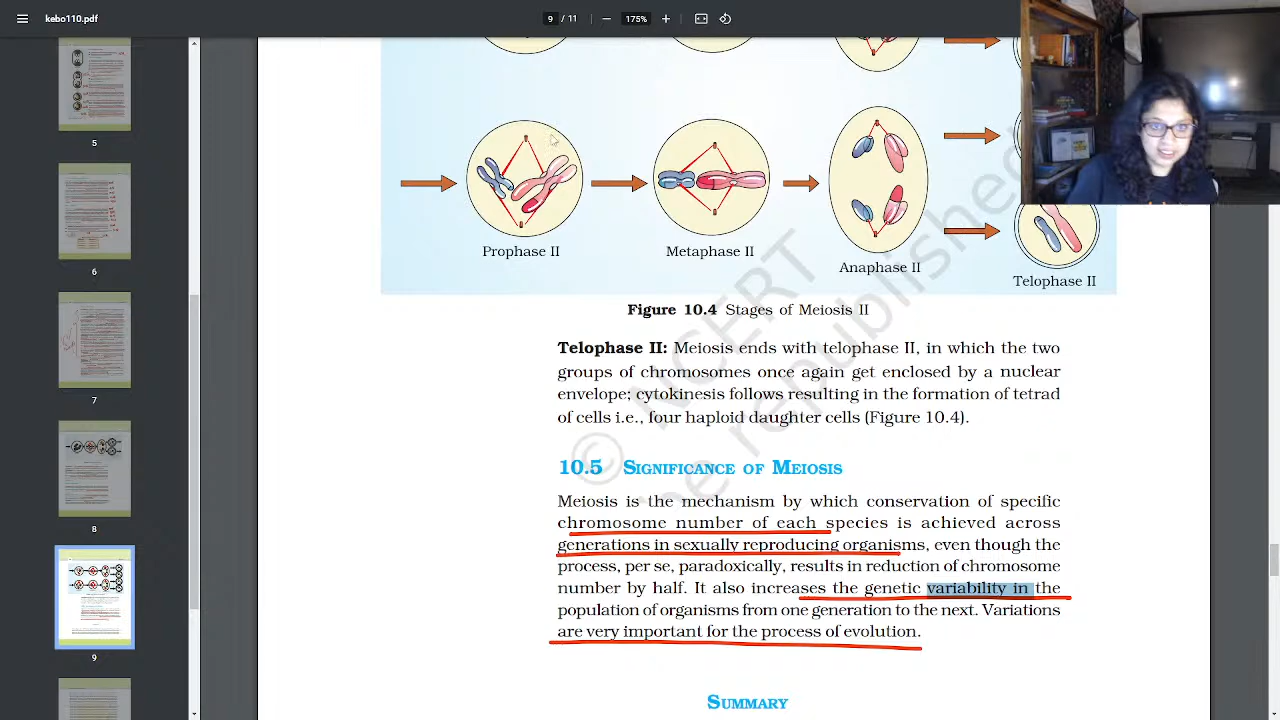 kebo110.pdf
9 / 11
175%
5
6
7
8
9
Prophase II
Metaphase II
Anaphase II
Telophase II
Figure 10.4 Stages of Meiosis II
Telophase II: Meiosis ends with telophase II, in which the two
groups of chromosomes once again get enclosed by a nuclear
envelope; cytokinesis follows resulting in the formation of tetrad
of cells i.e., four haploid daughter cells (Figure 10.4).
10.5 SIGNIFICANCE OF MEIOSIS
Meiosis is the mechanism by which conservation of specific
chromosome number of each species is achieved across
generations in sexually reproducing organisms, even though the
process, per se, paradoxically, results in reduction of chromosome
number by half. It also increases the genetic variability in the
population of organisms from one generation to the next. Variations
are very important for the process of evolution.
SUMMARY
© NCERT
be republished